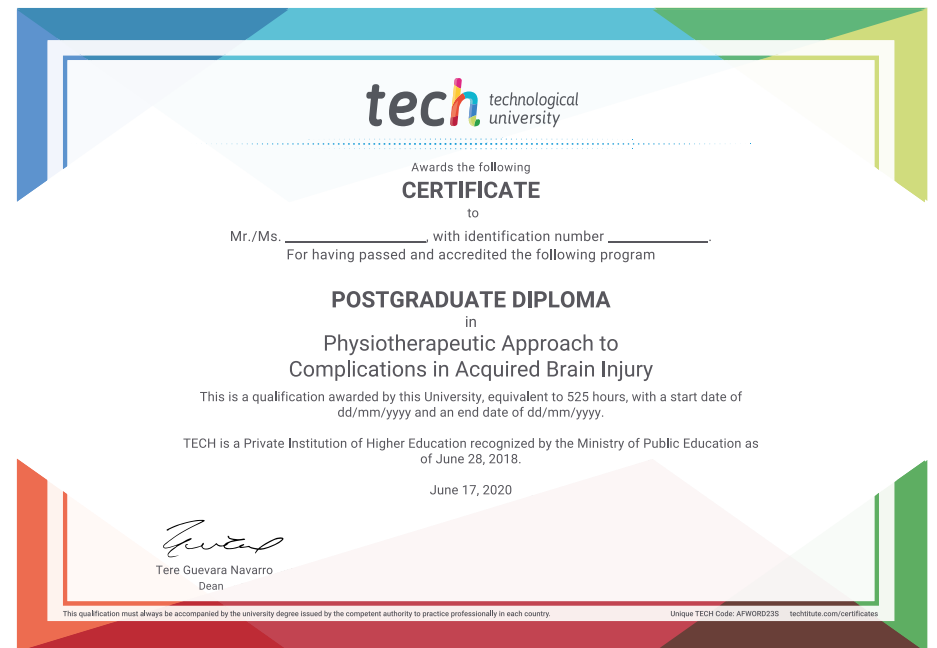 tech technological
university
Awards the following
CERTIFICATE
to
Mr./Ms. ____________________, with identification number ______________.
For having passed and accredited the following program
POSTGRADUATE DIPLOMA
in
Physiotherapeutic Approach to
Complications in Acquired Brain Injury
This is a qualification awarded by this University, equivalent to 525 hours, with a start date of
dd/mm/yyyy and an end date of dd/mm/yyyy.
TECH is a Private Institution of Higher Education recognized by the Ministry of Public Education as
of June 28, 2018.
June 17, 2020
Tere Guevara Navarro
Dean
This qualification must always be accompanied by the university degree issued by the competent authority to practice professionally in each country. Unique TECH Code: AFWORD23S techtitute.com/certificates